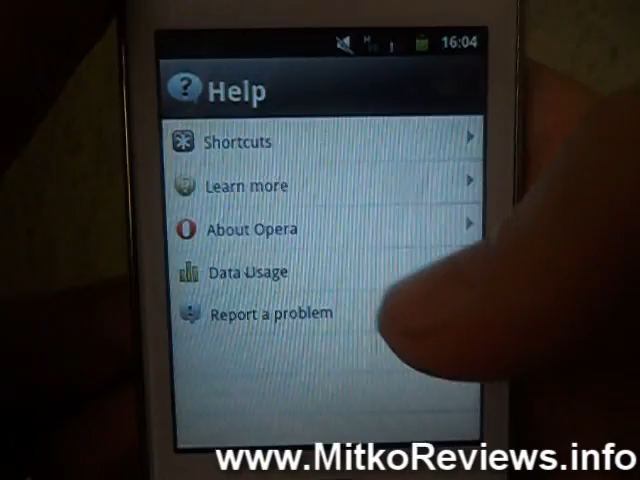 16:04
Help
Shortcuts
Learn more
About Opera
Data Usage
Report a problem
www.MitkoReviews.info